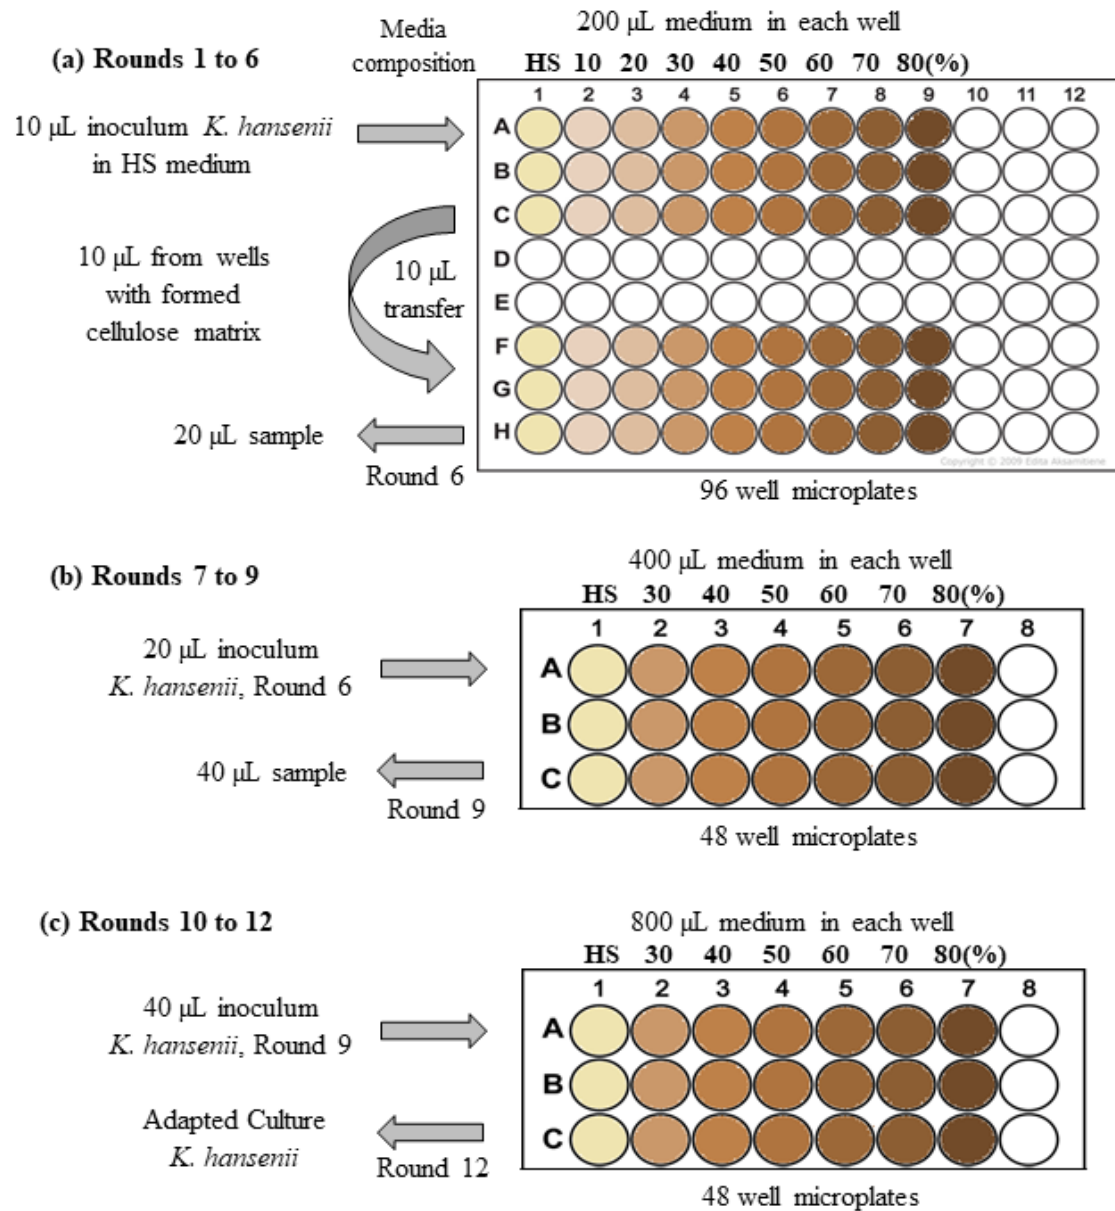 200 μL medium in each well
Media
composition
(a) Rounds 1 to 6
HS 10 20 30 40 50 60 70 80(%)
1 2 3 4 5 6 7 8 9 10 11 12
A
B
C
D
E
F
G
H
10 μL inoculum K. hansenii
in HS medium
10 μL from wells
with formed
cellulose matrix
10 μL
transfer
20 μL sample
Round 6
Copyright © 2009 Edita Aksamitiene
96 well microplates
(b) Rounds 7 to 9
400 μL medium in each well
HS 30 40 50 60 70 80(%)
1 2 3 4 5 6 7 8
A
B
C
20 μL inoculum
K. hansenii, Round 6
40 μL sample
Round 9
48 well microplates
(c) Rounds 10 to 12
800 μL medium in each well
HS 30 40 50 60 70 80(%)
1 2 3 4 5 6 7 8
A
B
C
40 μL inoculum
K. hansenii, Round 9
Adapted Culture
K. hansenii
Round 12
48 well microplates